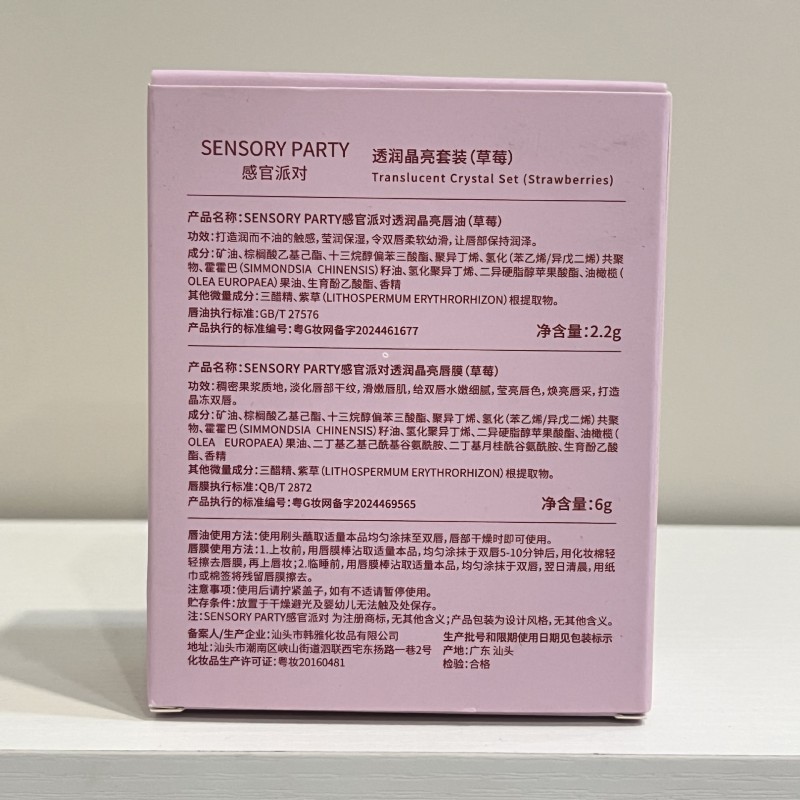 SENSORY PARTY
感官派对
透润晶亮套装(草莓)
Translucent Crystal Set (Strawberries)
产品名称:SENSORY PARTY感官派对透润晶亮唇油(草莓)
功效:打造润而不油的触感,莹润保湿,令双唇柔软幼滑,让唇部保持润泽。
成分:矿油、棕榈酸乙基己酯、十三烷醇偏苯三酸酯、聚异丁烯、氢化(苯乙烯/异戊二烯)共聚
物、霍霍巴(SIMMONDSIA CHINENSIS)籽油、氢化聚异丁烯、二异硬脂醇苹果酸酯、油橄榄(
OLEA EUROPAEA)果油、生育酚乙酸酯、香精
其他微量成分:三醋精、紫草(LITHOSPERMUM ERYTHRORHIZON)根提取物。
唇油执行标准:GB/T 27576
产品执行的标准编号:粤G妆网备字2024461677
净含量:2.2g
产品名称:SENSORY PARTY感官派对透润晶亮唇膜(草莓)
功效:稠密果浆质地,淡化唇部干纹,滑嫩唇肌,给双唇水嫩细腻,莹亮唇色,焕亮唇采,打造
晶冻双唇。
成分:矿油、棕榈酸乙基己酯、十三烷醇偏苯三酸酯、聚异丁烯、氢化(苯乙烯/异戊二烯)共聚
物、霍霍巴(SIMMONDSIA CHINENSIS)籽油、氢化聚异丁烯、二异硬脂醇苹果酸酯、油橄榄(
OLEA EUROPAEA)果油、二丁基乙基己酰基谷氨酰胺、二丁基月桂酰谷氨酰胺、生育酚乙酸
酯、香精
其他微量成分:三醋精、紫草(LITHOSPERMUM ERYTHRORHIZON)根提取物。
唇膜执行标准:QB/T 2872
产品执行的标准编号:粤G妆网备字2024469565
净含量:6g
唇油使用方法:使用刷头蘸取适量本品均匀涂抹至双唇,唇部干燥时即可使用。
唇膜使用方法:1.上妆前,用唇膜棒沾取适量本品,均匀涂抹于双唇5-10分钟后,用化妆棉轻
轻擦去唇膜,再上唇妆;2.临睡前,用唇膜棒沾取适量本品,均匀涂抹于双唇,翌日清晨,用纸
巾或棉签将残留唇膜擦去。
注意事项:使用后请拧紧盖子,如有不适请暂停使用。
贮存条件:放置于干燥避光及婴幼儿无法触及处保存。
注:SENSORY PARTY感官派对 为注册商标,无其他含义;产品包装为设计风格,无其他含义。
备案人/生产企业:汕头市韩雅化妆品有限公司
地址:汕头市潮南区峡山街道泗联西宅东扬路一巷2号
化妆品生产许可证:粤妆20160481
生产批号和限期使用日期见包装标示
产地:广东 汕头
检验:合格